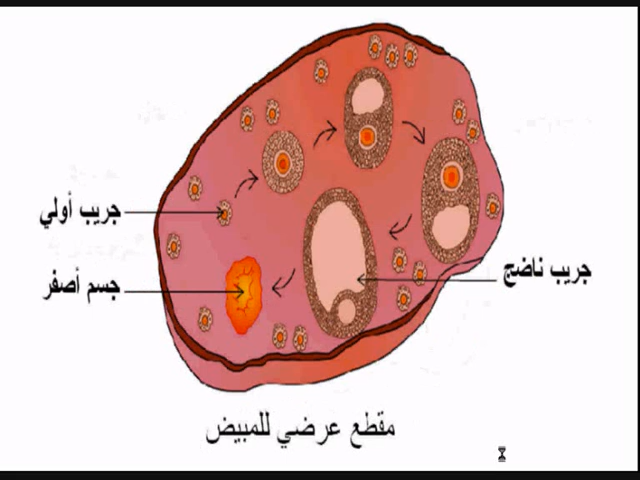 جريب أولي
جريب ناضج
جسم أصفر
مقطع عرضي للمبيض